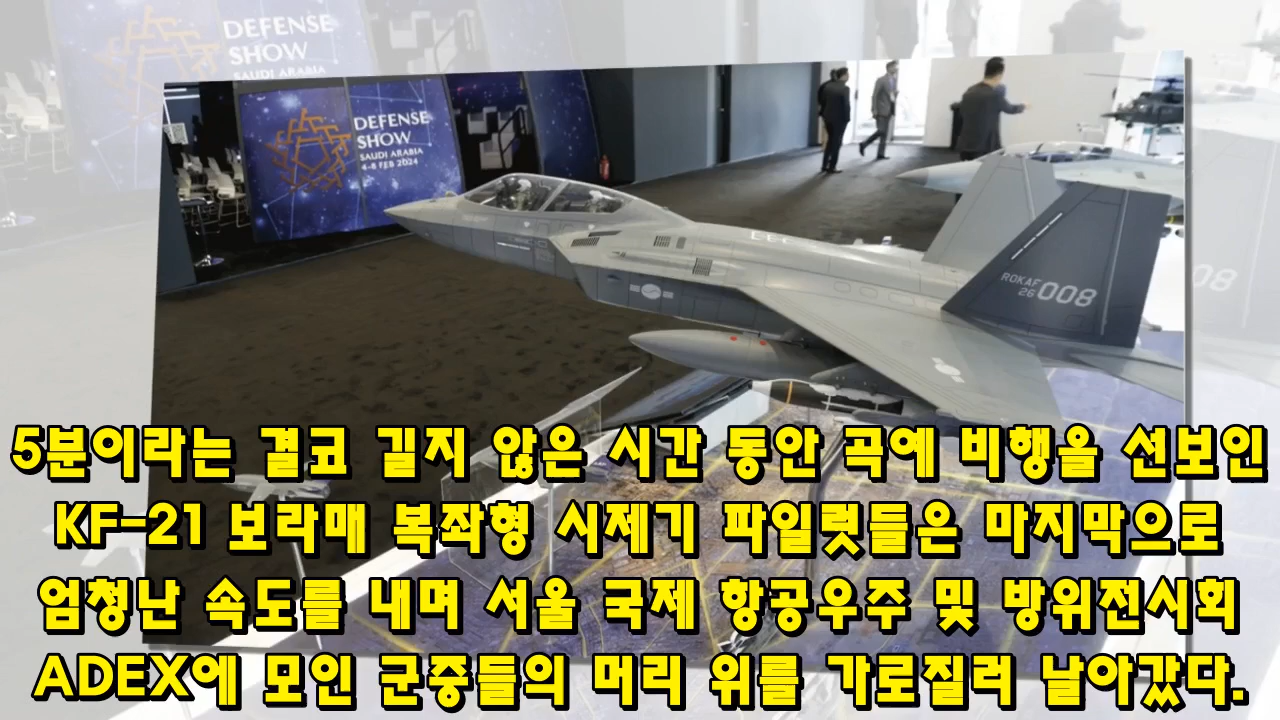 DEFENSE
SHOW
SAUDI ARABIA
DEFENSE
SHOW
SAUDI ARABIA
4-8 FEB 2024
ROKAF
26 008
08
5분이라는 결코 길지 않은 시간 동안 곡예 비행을 선보인
KF-21 보라매 복좌형 시제기 파일럿들은 마지막으로
엄청난 속도를 내며 서울 국제 항공우주 및 방위전시회
ADEX에 모인 군중들의 머리 위를 가로질러 날아갔다.